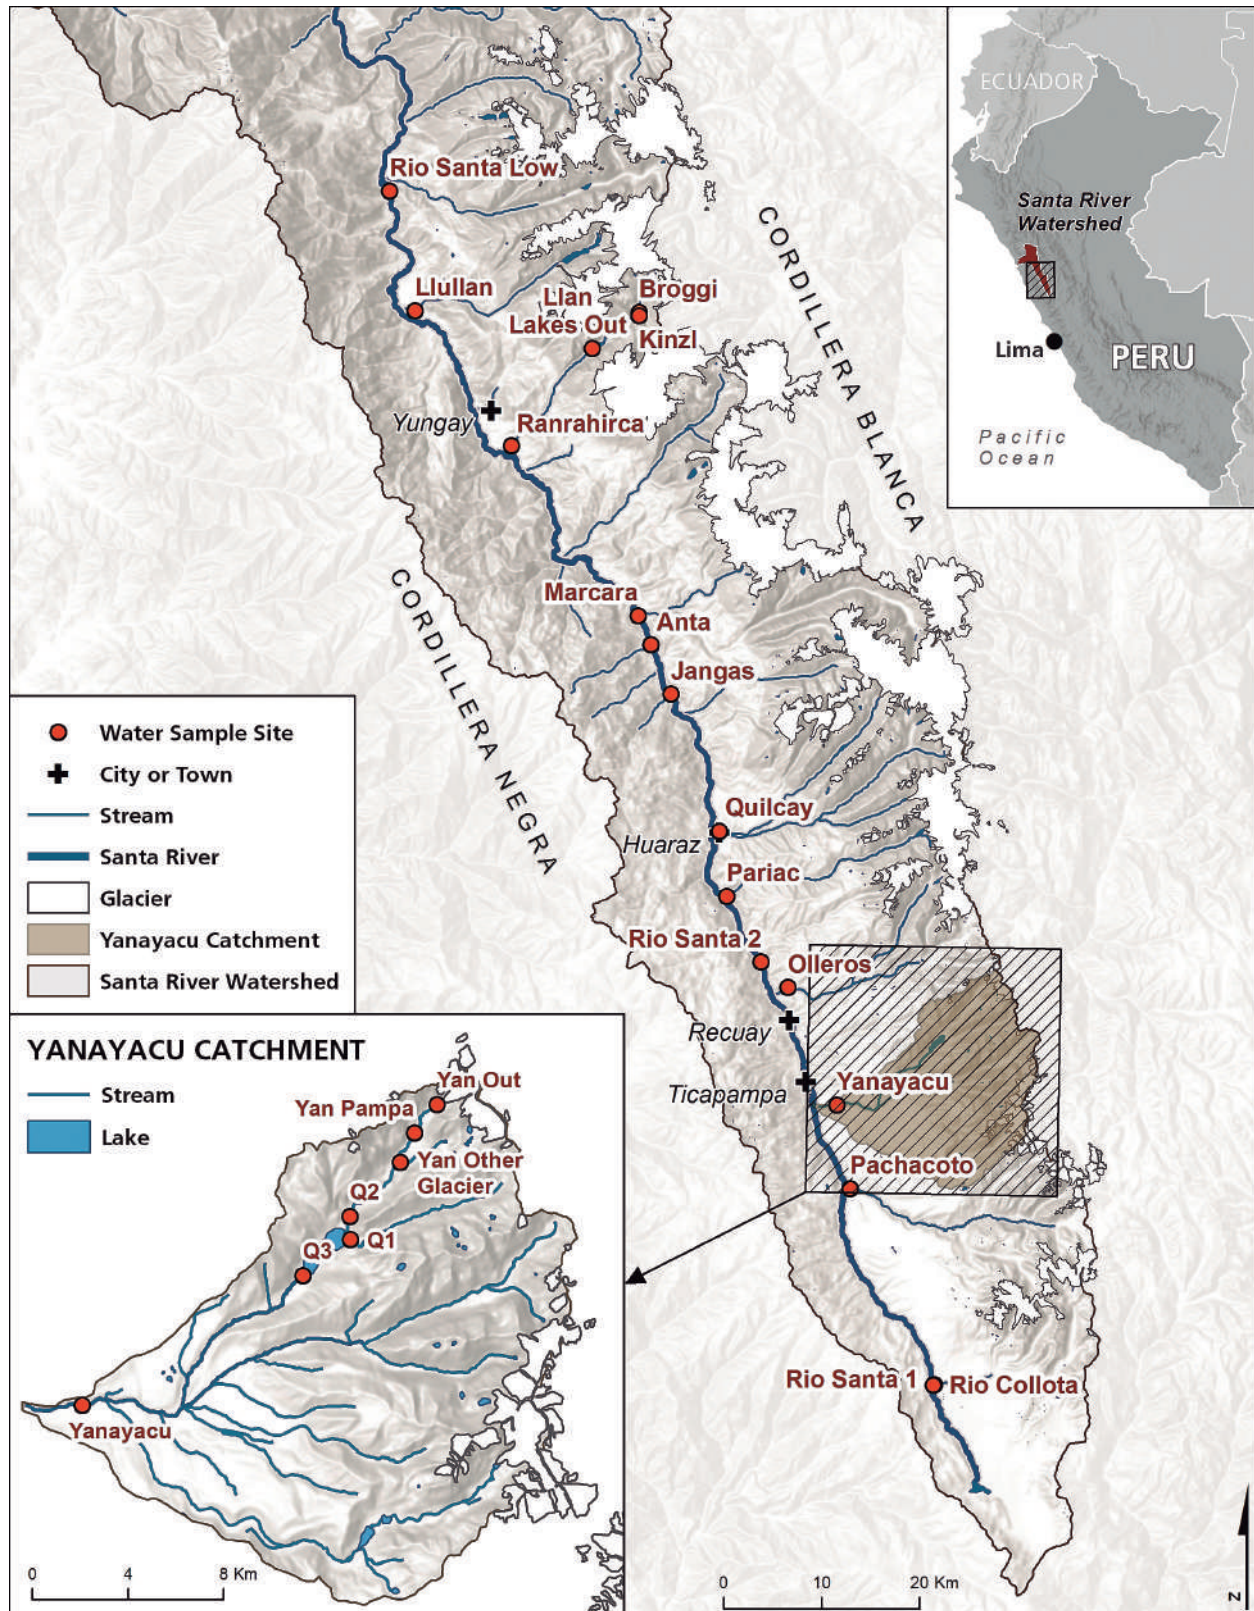 ECUADOR
Santa River
Watershed
Lima
PERU
Pacific
Ocean
Rio Santa Low
CORDILLERA BLANCA
Llullan
Llan
Lakes Out
Broggi
Kinzl
Yungay
Ranrahirca
CORDILLERA NEGRA
Marcara
Anta
Jangas
Quilcay
Huaraz
Pariac
Rio Santa 2
Olleros
Recuay
Ticapampa
Yanayacu
Pachacoto
Rio Santa 1
Rio Collota
0 10 20 Km
N
Water Sample Site
City or Town
Stream
Santa River
Glacier
Yanayacu Catchment
Santa River Watershed
YANAYACU CATCHMENT
Stream
Lake
Yan Out
Yan Pampa
Yan Other
Glacier
Q2
Q1
Q3
Yanayacu
0 4 8 Km